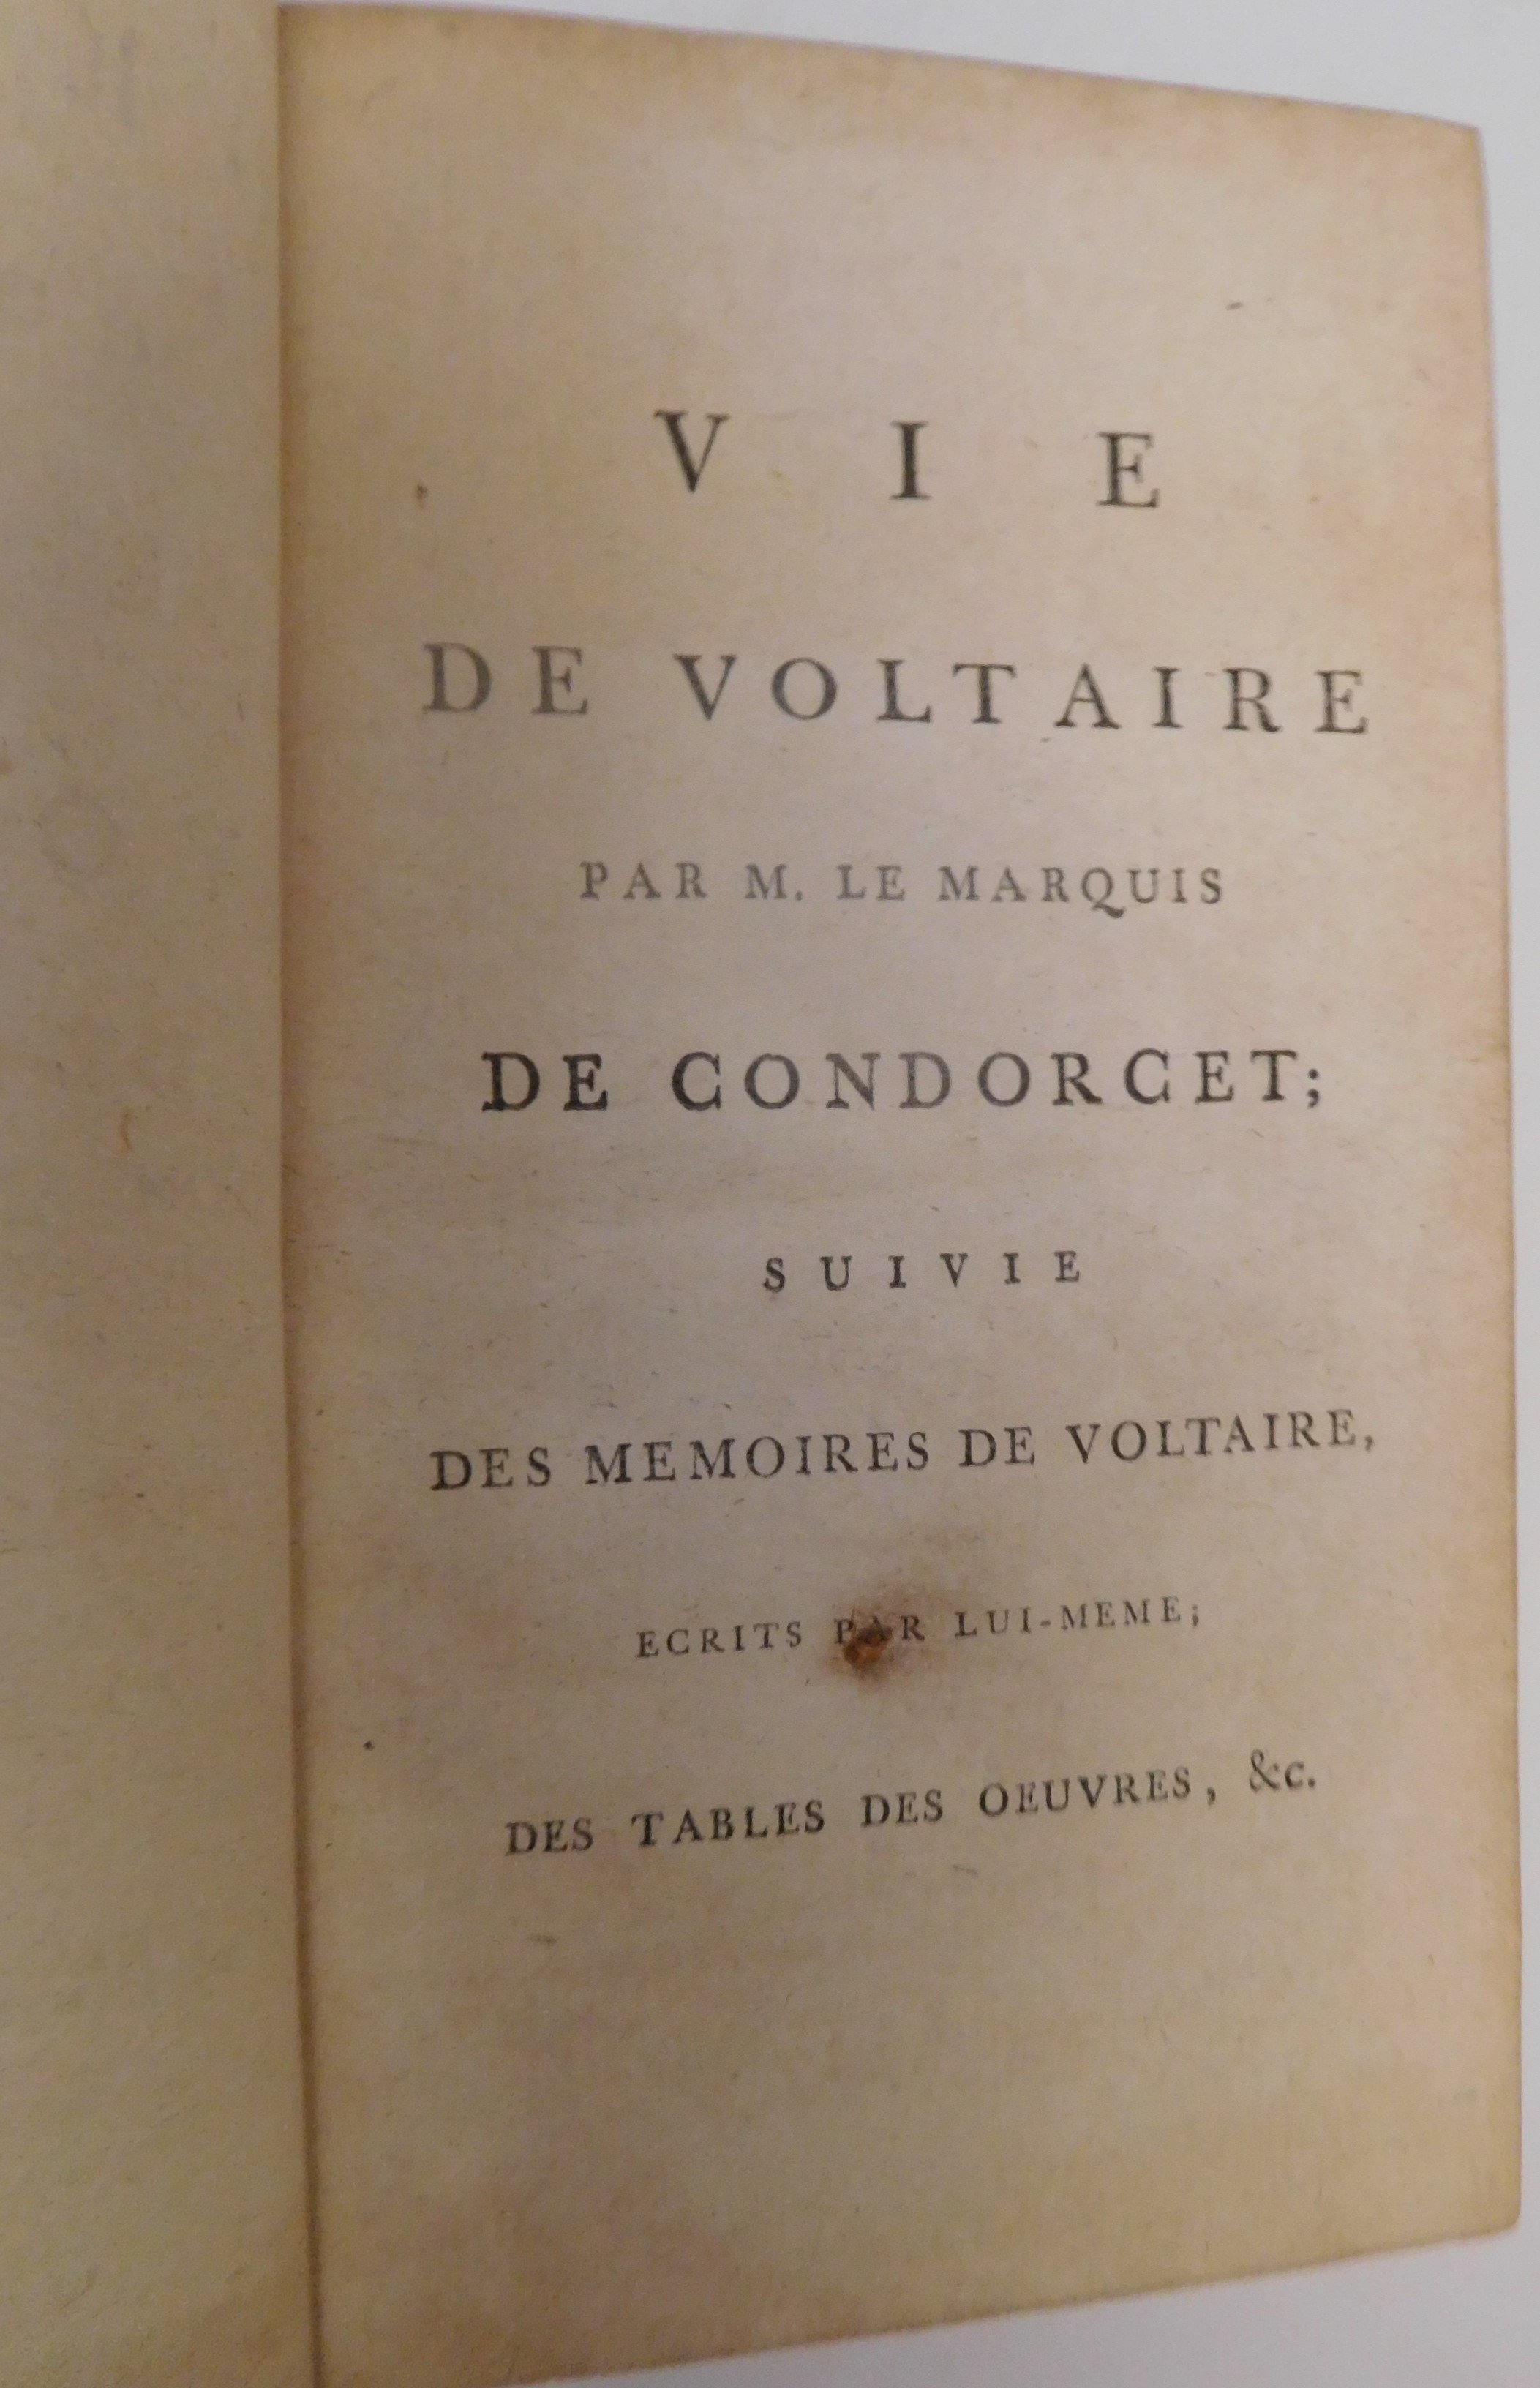 VIE
DE VOLTAIRE
PAR M. LE MARQUIS
DE CONDORCET;
SUIVIE
DES MEMOIRES DE VOLTAIRE,
ECRITS PAR LUI-MEME;
DES TABLES DES OEUVRES, &c.